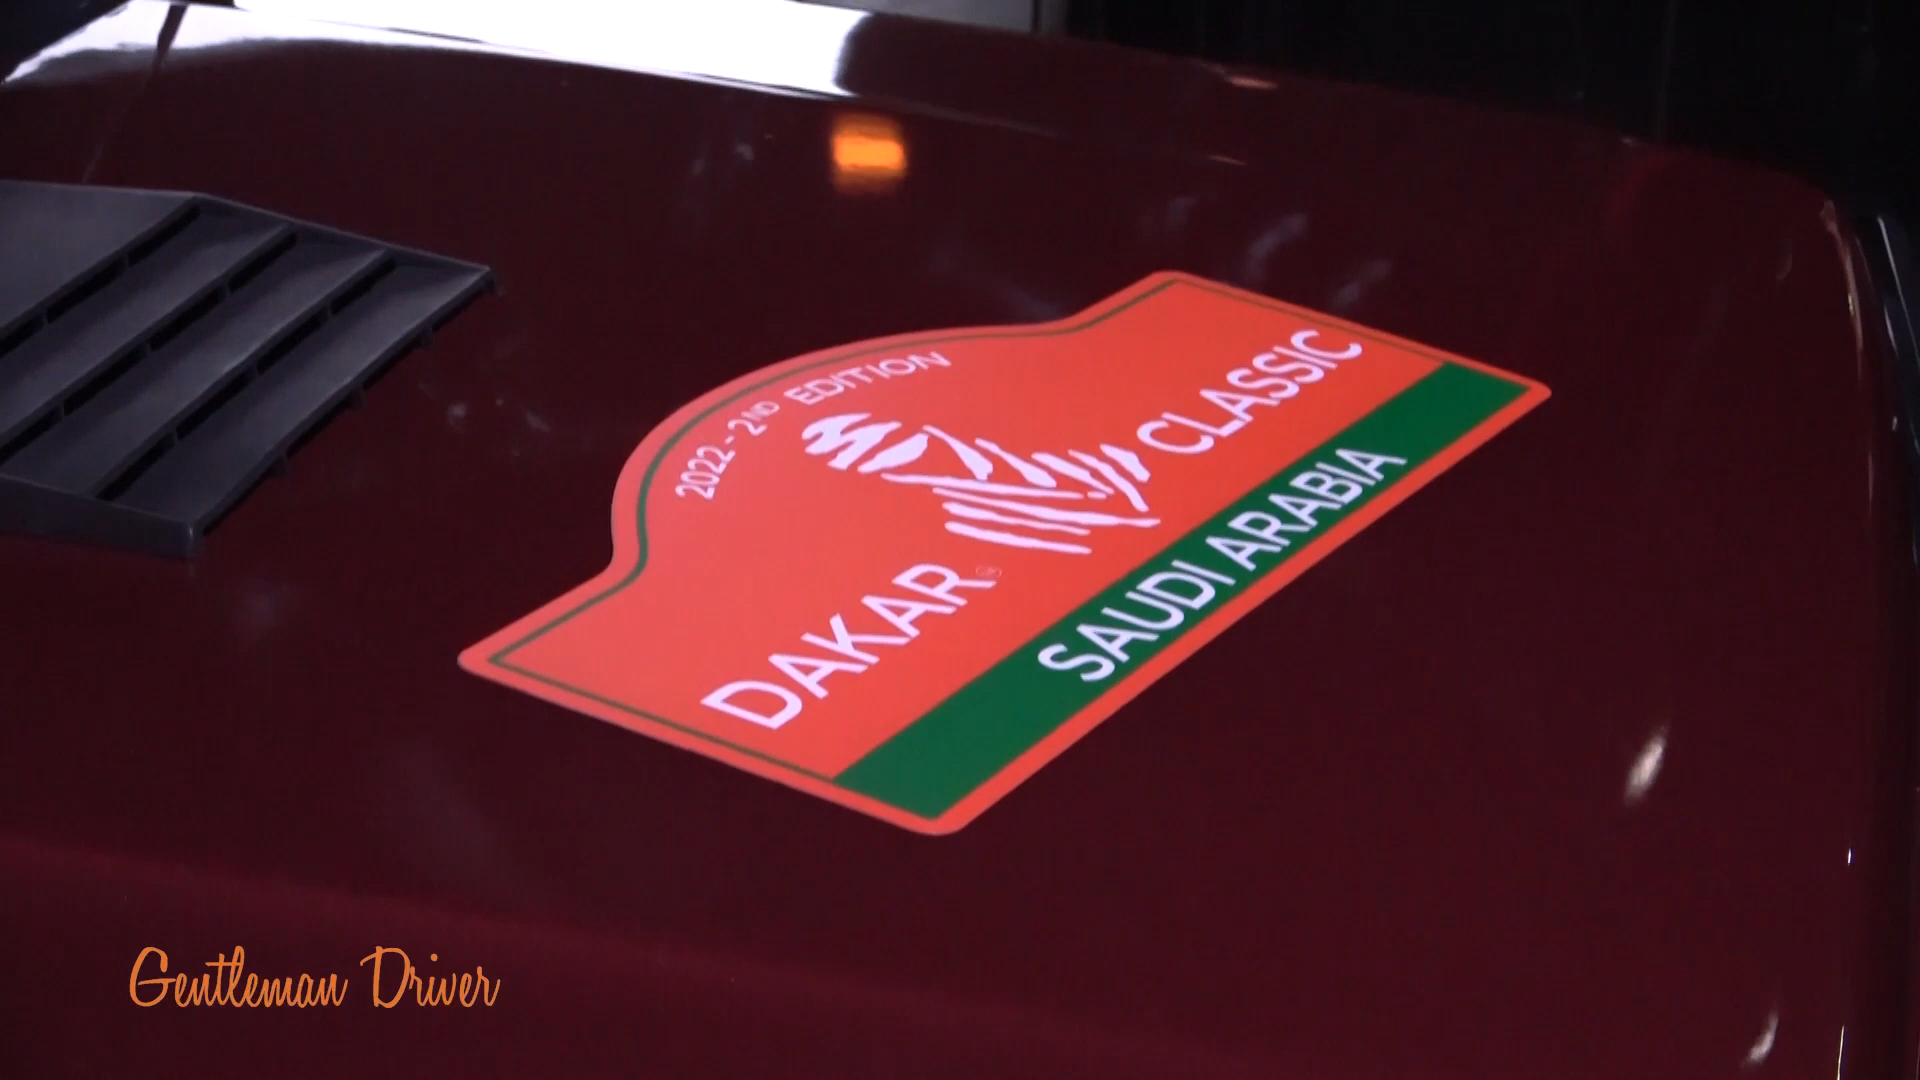 2022 - 2ND EDITION
DAKAR CLASSIC
SAUDI ARABIA
Gentleman Driver